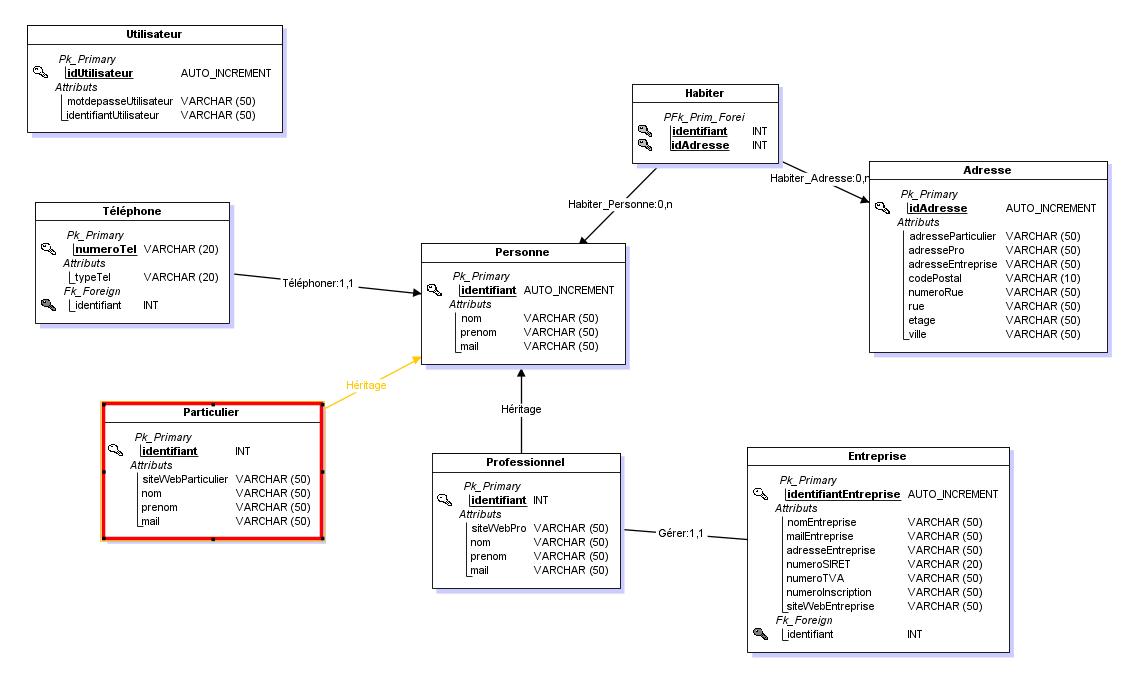 Utilisateur
Pk_Primary
idUtilisateur AUTO_INCREMENT
Attributs
motdepasseUtilisateur VARCHAR (50)
identifiantUtilisateur VARCHAR (50)
Habiter
PFk_Prim_Forei
identifiant INT
idAdresse INT
Habiter_Adresse:0,n
Habiter_Personne:0,n
Adresse
Pk_Primary
idAdresse AUTO_INCREMENT
Attributs
adresseParticulier VARCHAR (50)
adressePro VARCHAR (50)
adresseEntreprise VARCHAR (50)
codePostal VARCHAR (10)
numeroRue VARCHAR (50)
rue VARCHAR (50)
etage VARCHAR (50)
ville VARCHAR (50)
Téléphone
Pk_Primary
numeroTel VARCHAR (20)
Attributs
typeTel VARCHAR (20)
Fk_Foreign
identifiant INT
Téléphoner:1,1
Personne
Pk_Primary
identifiant AUTO_INCREMENT
Attributs
nom VARCHAR (50)
prenom VARCHAR (50)
mail VARCHAR (50)
Héritage
Héritage
Particulier
Pk_Primary
identifiant INT
Attributs
siteWebParticulier VARCHAR (50)
nom VARCHAR (50)
prenom VARCHAR (50)
mail VARCHAR (50)
Professionnel
Pk_Primary
identifiant INT
Attributs
siteWebPro VARCHAR (50)
nom VARCHAR (50)
prenom VARCHAR (50)
mail VARCHAR (50)
Gérer:1,1
Entreprise
Pk_Primary
identifiantEntreprise AUTO_INCREMENT
Attributs
nomEntreprise VARCHAR (50)
mailEntreprise VARCHAR (50)
adresseEntreprise VARCHAR (50)
numeroSIRET VARCHAR (20)
numeroTVA VARCHAR (50)
numeroInscription VARCHAR (50)
siteWebEntreprise VARCHAR (50)
Fk_Foreign
identifiant INT